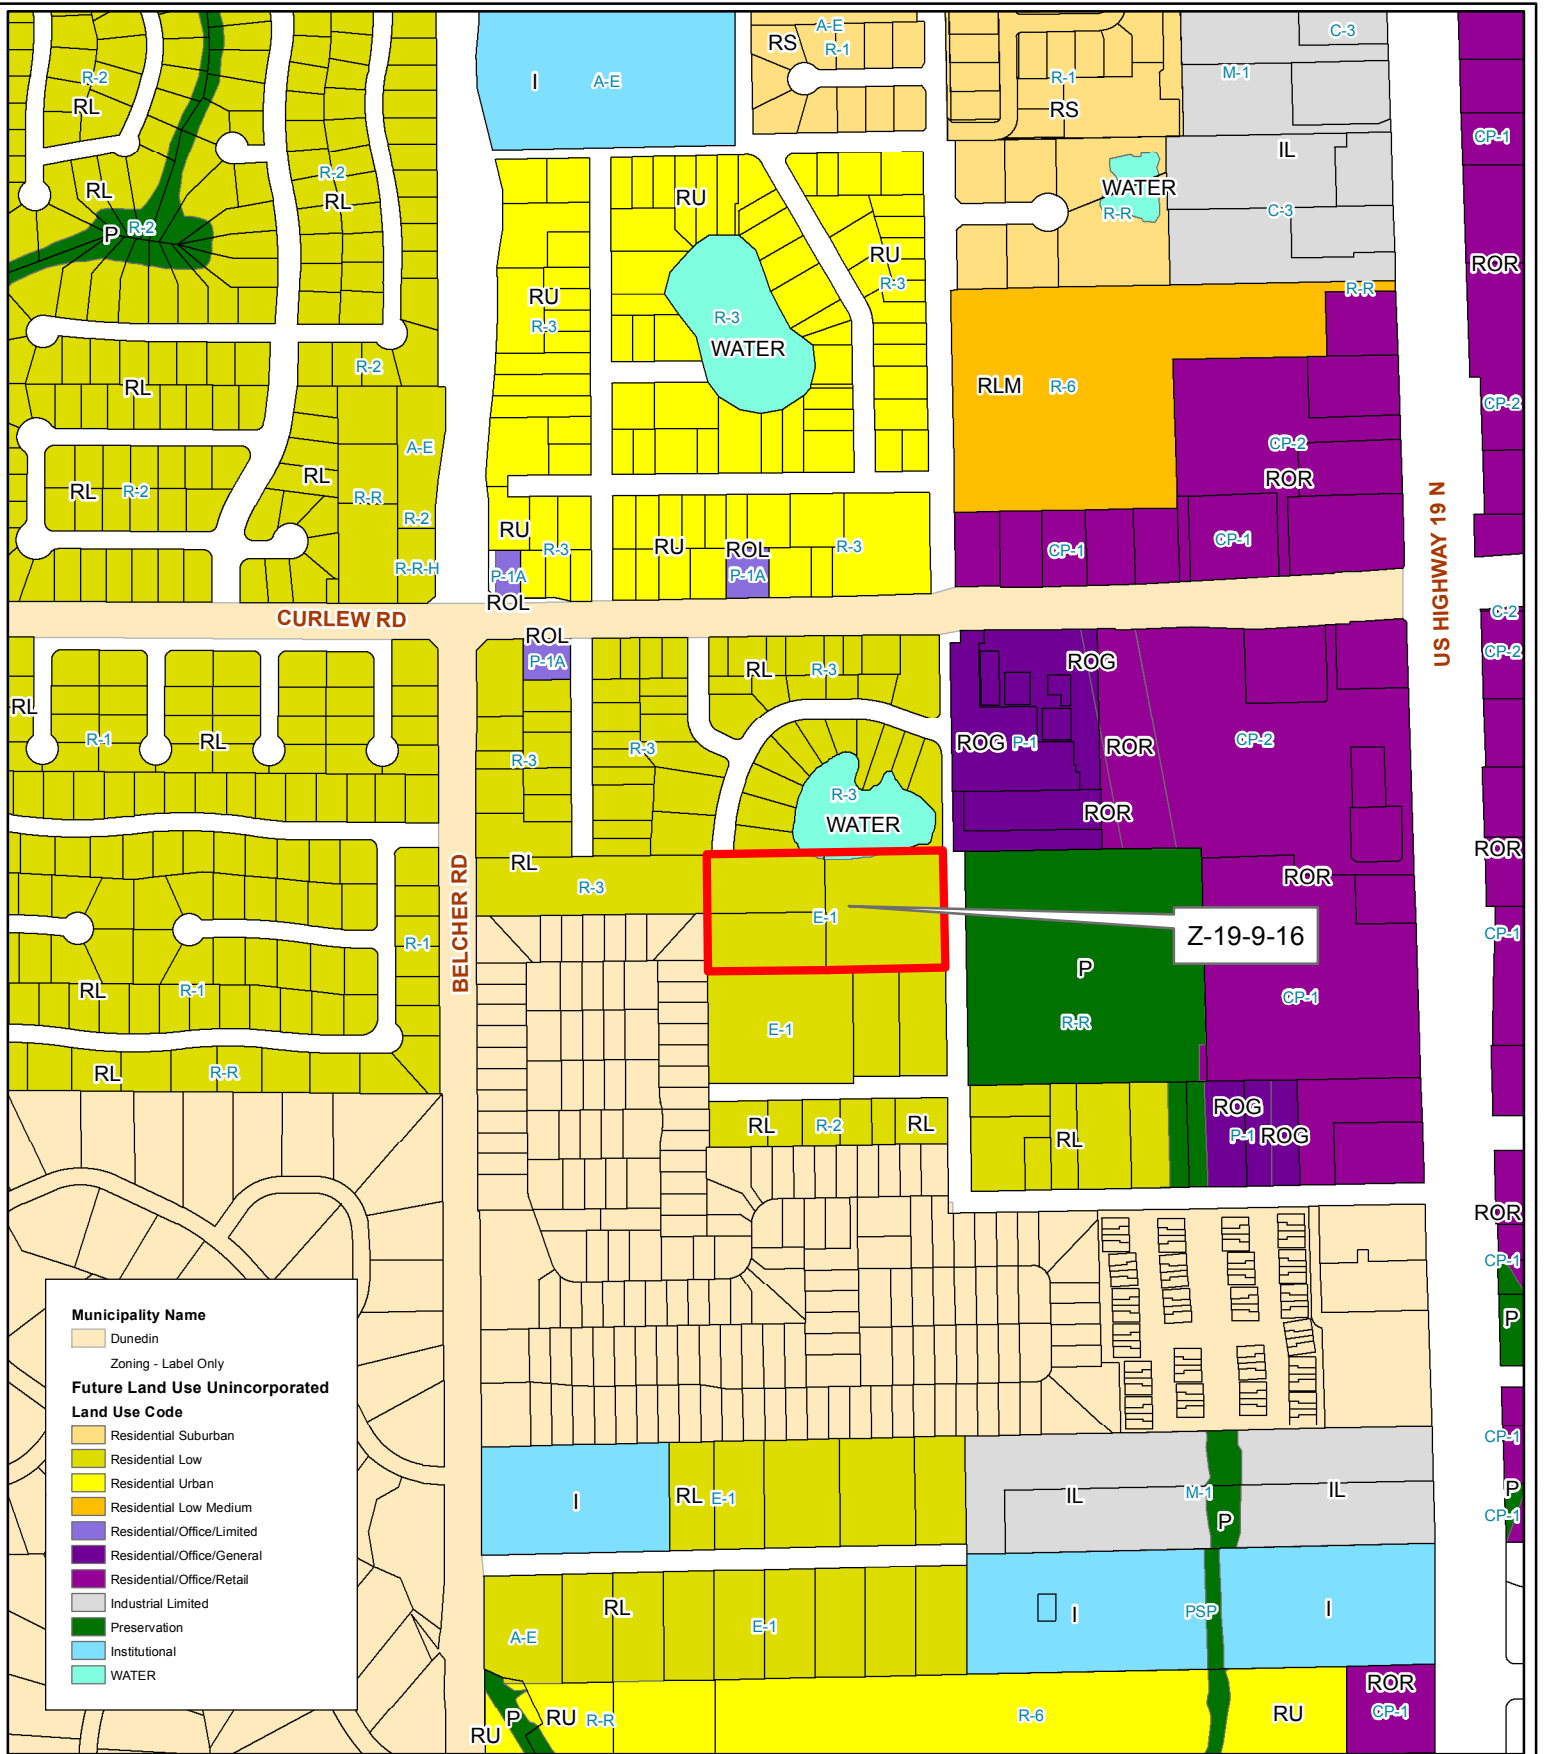 A-E
C-3
RS
R-1
R-2
I
A-E
R-1
M-1
RL
RS
CP-1
IL
R-2
RL
RL
RU
WATER
R-2
P
R-R
C-3
RU
ROR
R-3
R-R
RU
R-3
R-3
WATER
R-2
RL
RLM
R-6
CP-2
A-E
CP-2
RL
ROR
RL
R-2
R-R
R-2
US HIGHWAY 19 N
RU
R-3
RU
ROL
R-3
CP-1
CP-1
R-R-H
P-1A
P-1A
ROL
CURLEW RD
C-2
ROL
P-1A
RL
R-3
ROG
CP-2
RL
R-1
RL
R-3
R-3
ROG
P-1
ROR
CP-2
R-3
WATER
ROR
ROR
RL
R-3
BELCHER RD
ROR
E-1
Z-19-9-16
CP-1
R-1
P
RL
R-1
CP-1
E-1
R-R
RL
R-R
ROG
RL
R-2
RL
RL
P-1
ROG
ROR
CP-1
Municipality Name
Dunedin
Zoning - Label Only
Future Land Use Unincorporated
Land Use Code
Residential Suburban
Residential Low
Residential Urban
Residential Low Medium
Residential/Office/Limited
Residential/Office/General
Residential/Office/Retail
Industrial Limited
Preservation
Institutional
WATER
P
CP-1
I
RL
E-1
IL
M-1
IL
P
P
CP-1
RL
A-E
E-1
I
PSP
I
P
RU
RU
R-R
R-6
RU
ROR
CP-1